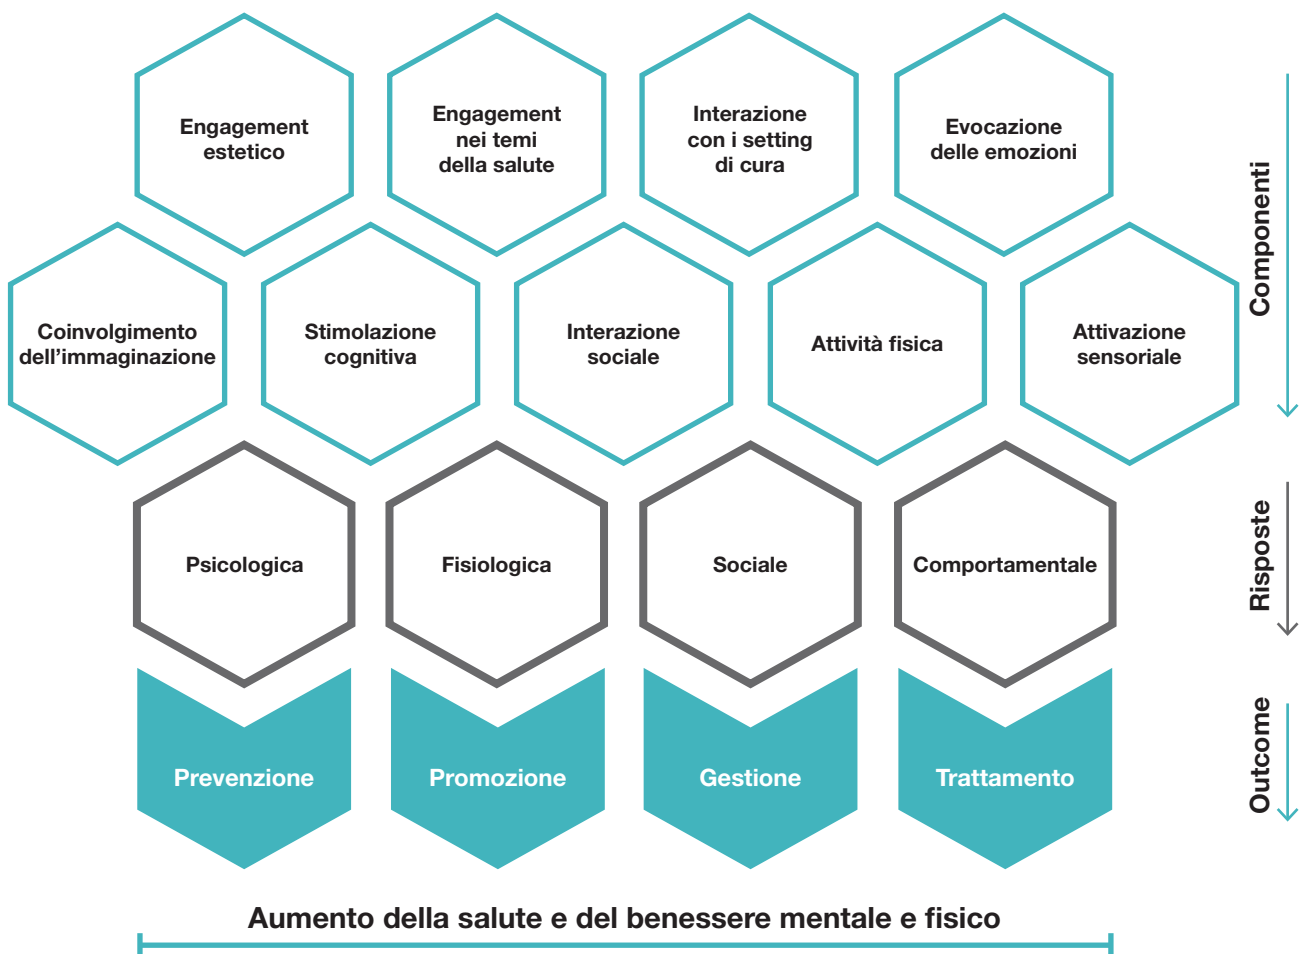 Engagement
estetico
Engagement
nei temi
della salute
Interazione
con i setting
di cura
Evocazione
delle emozioni
Componenti
Coinvolgimento
dell’immaginazione
Stimolazione
cognitiva
Interazione
sociale
Attività fisica
Attivazione
sensoriale
Psicologica
Fisiologica
Sociale
Comportamentale
Risposte
Prevenzione
Promozione
Gestione
Trattamento
Outcome
Aumento della salute e del benessere mentale e fisico